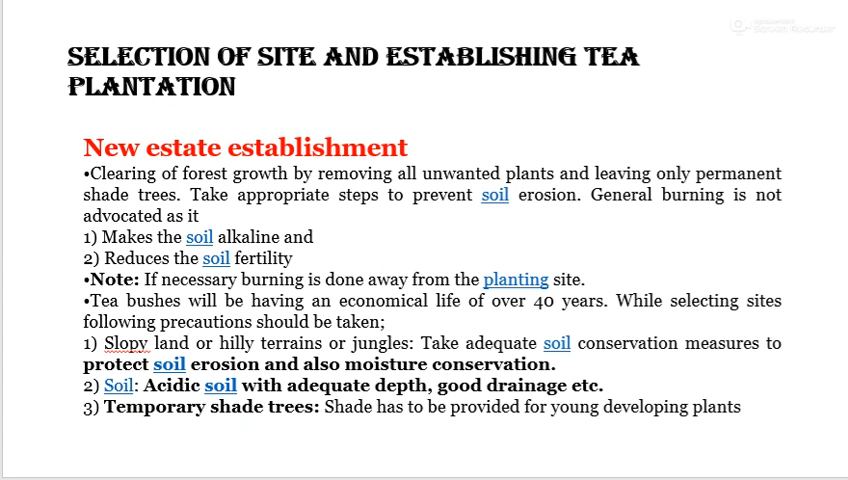 SELECTION OF SITE AND ESTABLISHING TEA
PLANTATION
New estate establishment
•Clearing of forest growth by removing all unwanted plants and leaving only permanent
shade trees. Take appropriate steps to prevent soil erosion. General burning is not
advocated as it
1) Makes the soil alkaline and
2) Reduces the soil fertility
•Note: If necessary burning is done away from the planting site.
•Tea bushes will be having an economical life of over 40 years. While selecting sites
following precautions should be taken;
1) Slopy land or hilly terrains or jungles: Take adequate soil conservation measures to
protect soil erosion and also moisture conservation.
2) Soil: Acidic soil with adequate depth, good drainage etc.
3) Temporary shade trees: Shade has to be provided for young developing plants